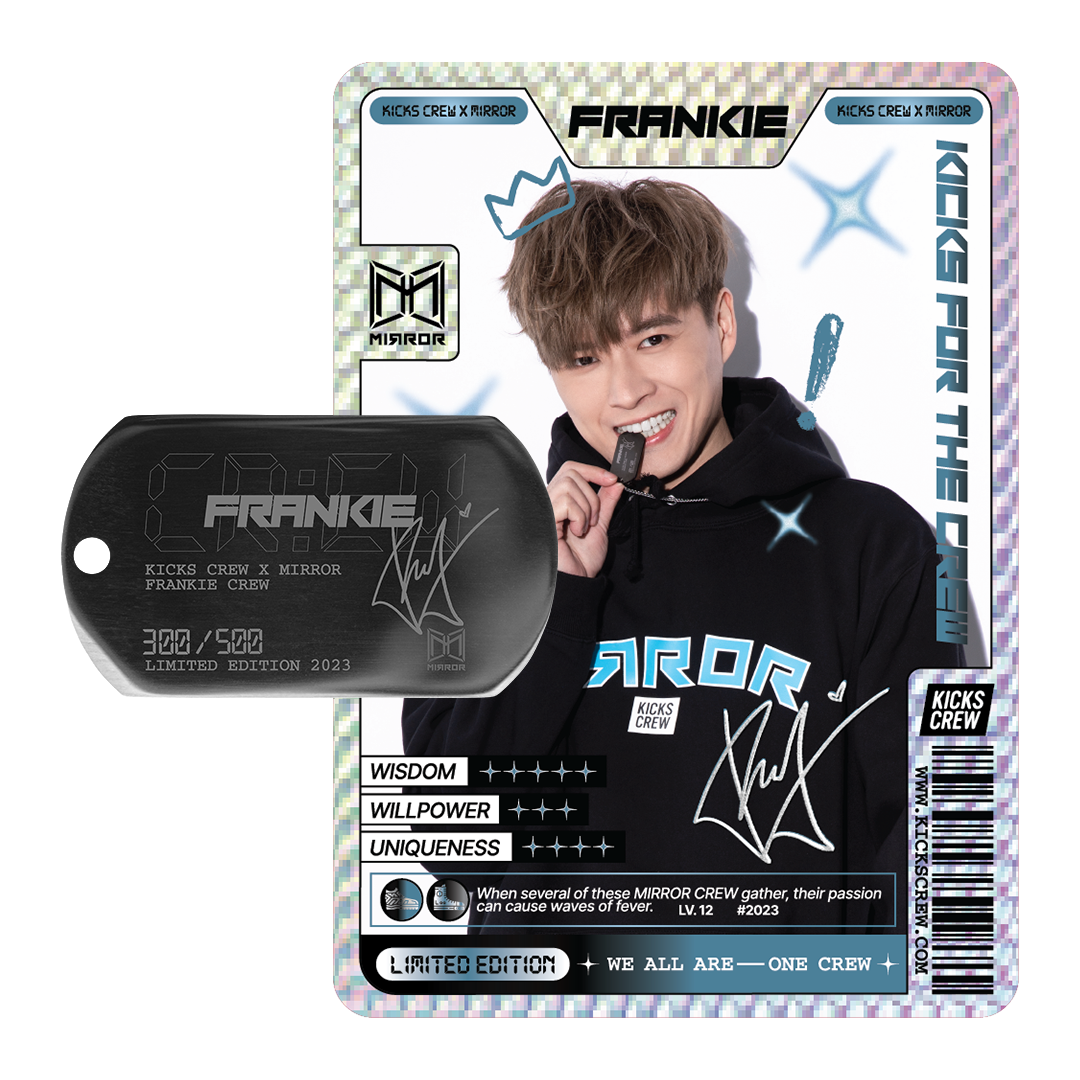 KICKS CREW X MIRROR
FRANKIE
KICKS CREW X MIRROR
KICKS FOR THE CREW
MIRROR
CR:EW
FRANKIE
KICKS CREW X MIRROR
FRANKIE CREW
300/500
LIMITED EDITION 2023
MIRROR
RROR
KICKS
CREW
KICKS
CREW
WWW.KICKSCREW.COM
WISDOM
WILLPOWER
UNIQUENESS
When several of these MIRROR CREW gather, their passion
can cause waves of fever. LV. 12 #2023
LIMITED EDITION
WE ALL ARE—ONE CREW